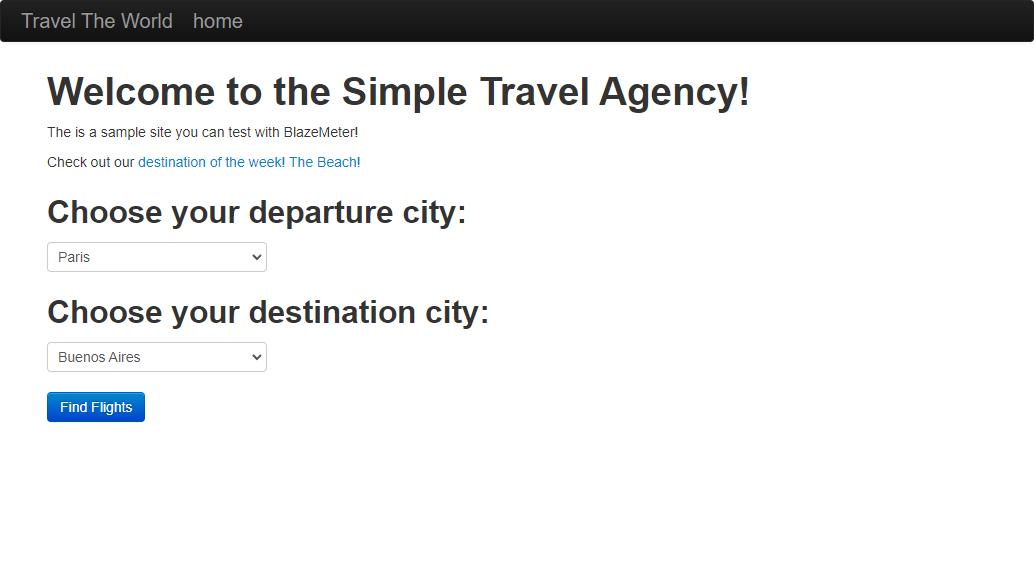 Travel The World home
Welcome to the Simple Travel Agency!
The is a sample site you can test with BlazeMeter!
Check out our destination of the week! The Beach!
Choose your departure city:
Paris
Choose your destination city:
Buenos Aires
Find Flights